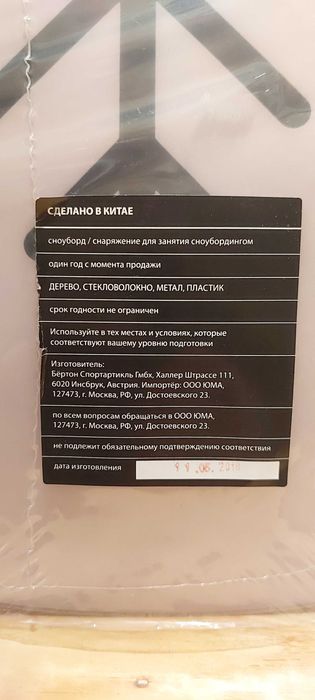 СДЕЛАНО В КИТАЕ
сноуборд / снаряжение для занятия сноубордингом
один год с момента продажи
ДЕРЕВО, СТЕКЛОВОЛОКНО, МЕТАЛ, ПЛАСТИК
срок годности не ограничен
Используйте в тех местах и условиях, которые
соответствуют вашему уровню подготовки
Изготовитель:
Бёртон Спортартикль Гмбх, Халлер Штрассе 111,
6020 Инсбрук, Австрия. Импортёр: ООО ЮМА,
127473, г. Москва, РФ, ул. Достоевского 23.
по всем вопросам обращаться в ООО ЮМА,
127473, г. Москва, РФ, ул. Достоевского 23.
не подлежит обязательному подтверждению соответствия
дата изготовления